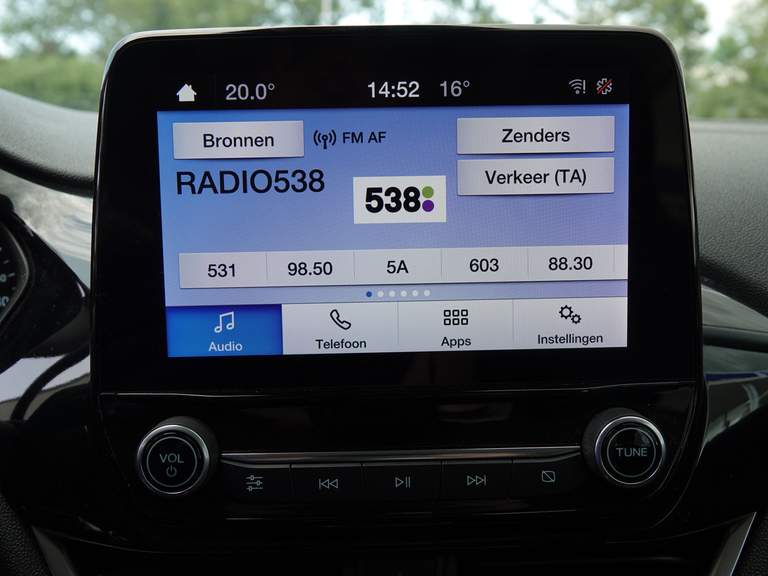 20.0° 14:52 16°
Bronnen FM AF Zenders
RADIO538 538 Verkeer (TA)
531 98.50 5A 603 88.30
Audio Telefoon Apps Instellingen
VOL TUNE